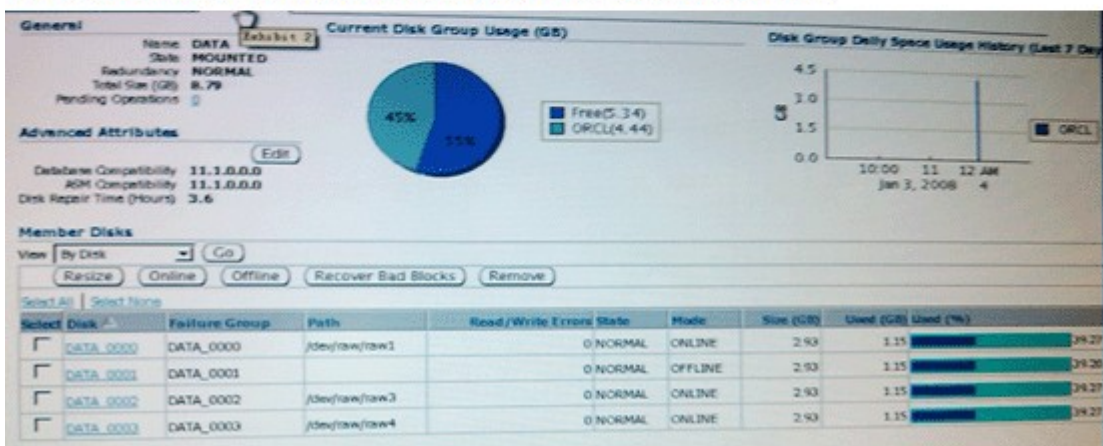 General
Exhibit 2
Name DATA
State MOUNTED
Redundancy NORMAL
Total Size (GB) 8.79
Pending Operations 0
Advanced Attributes
Edit
Database Compatibility 11.1.0.0.0
ASM Compatibility 11.1.0.0.0
Disk Repair Time (Hours) 3.6
Current Disk Group Usage (GB)
45%
55%
Free(5.34)
ORCL(4.44)
Disk Group Daily Space Usage History (Last 7 Day
4.5
3.0
1.5
0.0
GB
10:00 11 12 AM
Jan 3, 2008 4
ORCL
Member Disks
View By Disk Go
Resize Online Offline Recover Bad Blocks Remove
Select All Select None
Select Disk Failure Group Path Read/Write Errors State Mode Size (GB) Used (GB) Used (%)
DATA_0000 DATA_0000 /dev/raw/raw1 0 NORMAL ONLINE 2.93 1.15 39.27
DATA_0001 DATA_0001 0 NORMAL OFFLINE 2.93 1.15
DATA_0002 DATA_0002 /dev/raw/raw3 0 NORMAL ONLINE 2.93 1.15 39.27
DATA_0003 DATA_0003 /dev/raw/raw4 0 NORMAL ONLINE 2.93 1.15 39.27